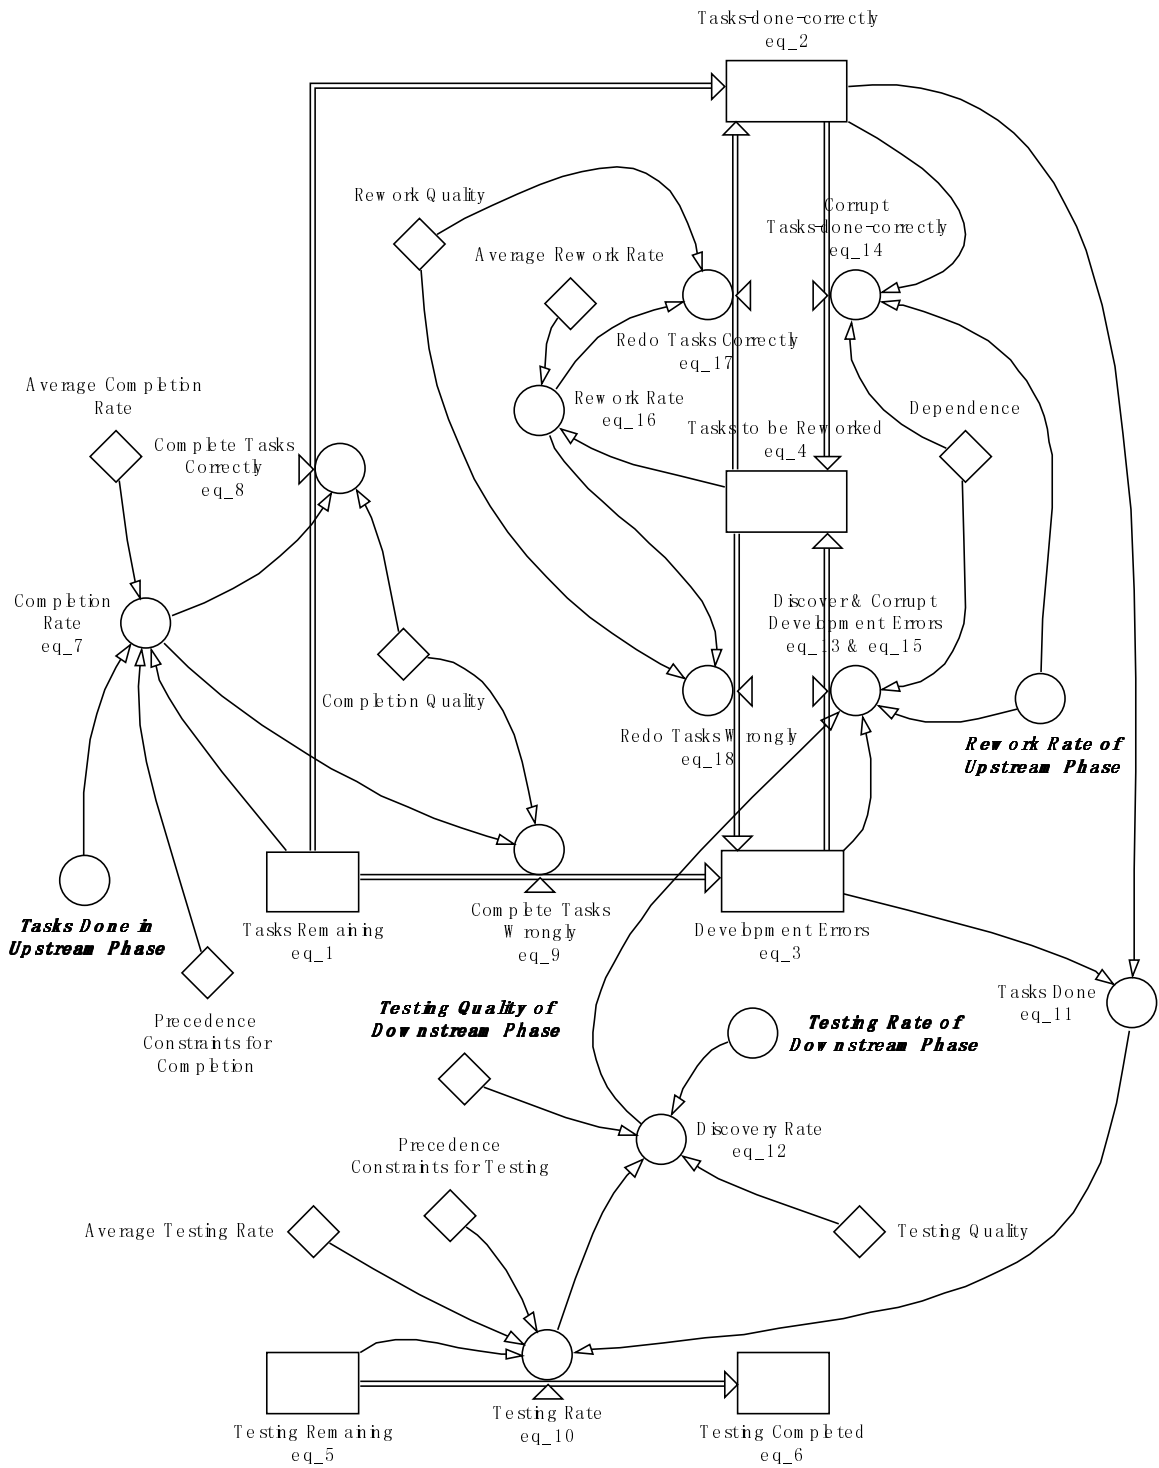 Tasks-done-correctly
eq_2
Rework Quality
Corrupt
Tasks-done-correctly
eq_14
Average Rework Rate
Redo Tasks Correctly
eq_17
Average Completion
Rate
Rework Rate
eq_16
Dependence
Tasks to be Reworked
eq_4
Complete Tasks
Correctly
eq_8
Completion
Rate
eq_7
Discover & Corrupt
Development Errors
eq_13 & eq_15
Completion Quality
Redo Tasks Wrongly
eq_18
Rework Rate of
Upstream Phase
Tasks Done in
Upstream Phase
Tasks Remaining
eq_1
Complete Tasks
Wrongly
eq_9
Development Errors
eq_3
Tasks Done
eq_11
Precedence
Constraints for
Completion
Testing Quality of
Downstream Phase
Testing Rate of
Downstream Phase
Discovery Rate
eq_12
Precedence
Constraints for Testing
Average Testing Rate
Testing Quality
Testing Rate
eq_10
Testing Remaining
eq_5
Testing Completed
eq_6